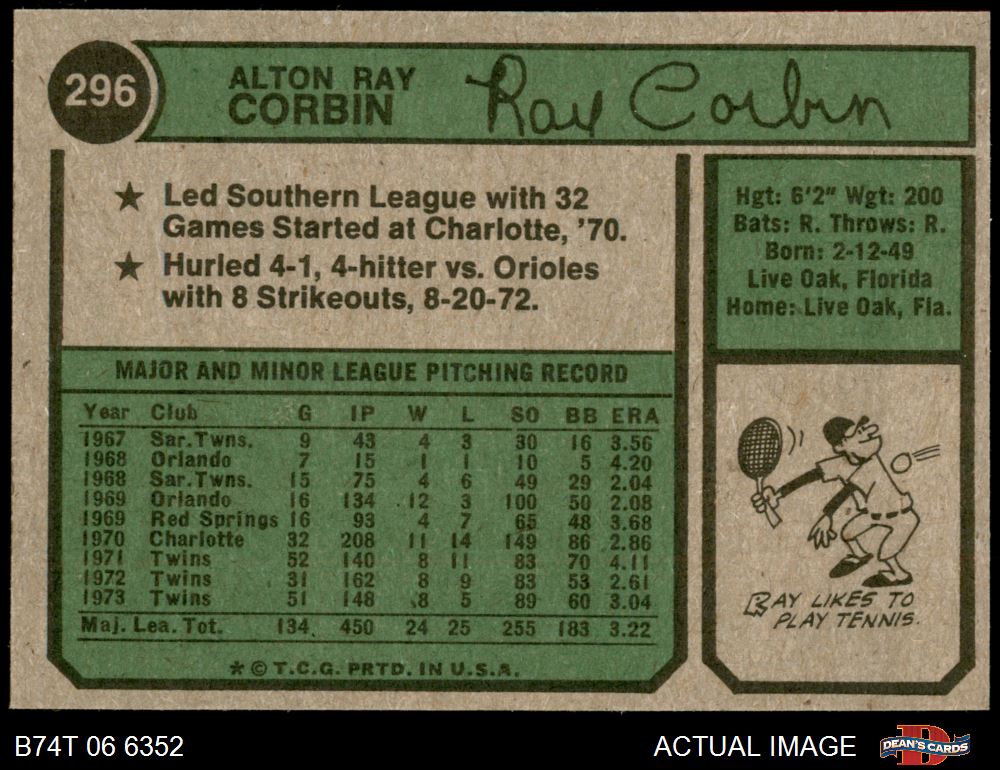 296
ALTON RAY
CORBIN
Ray Corbin
★ Led Southern League with 32
Games Started at Charlotte, '70.
★ Hurled 4-1, 4-hitter vs. Orioles
with 8 Strikeouts, 8-20-72.
Hgt: 6'2" Wgt: 200
Bats: R. Throws: R.
Born: 2-12-49
Live Oak, Florida
Home: Live Oak, Fla.
MAJOR AND MINOR LEAGUE PITCHING RECORD
Year Club G IP W L SO BB ERA
1967 Sar. Twns. 9 43 4 3 30 16 3.56
1968 Orlando 7 15 1 1 10 5 4.20
1968 Sar. Twns. 15 75 4 6 49 29 2.04
1969 Orlando 16 134 12 3 100 50 2.08
1969 Red Springs 16 93 4 7 65 48 3.68
1970 Charlotte 32 208 11 14 149 86 2.86
1971 Twins 52 140 8 11 83 70 4.11
1972 Twins 31 162 8 9 83 53 2.61
1973 Twins 51 148 8 5 89 60 3.04
Maj. Lea. Tot. 134 450 24 25 255 183 3.22
★ © T.C.G. PRTD. IN U.S.A.
RAY LIKES TO
PLAY TENNIS.
B74T 06 6352
ACTUAL IMAGE
D
DEAN'S CARDS